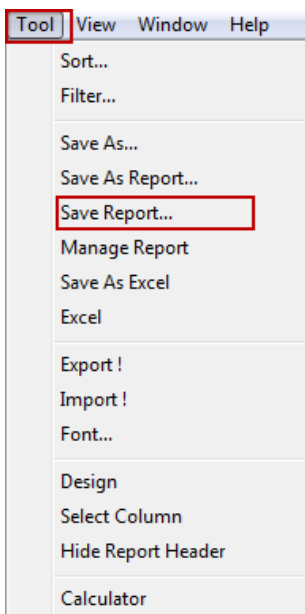 Tool View Window Help
Sort...
Filter...
Save As...
Save As Report...
Save Report...
Manage Report
Save As Excel
Excel
Export !
Import !
Font...
Design
Select Column
Hide Report Header
Calculator